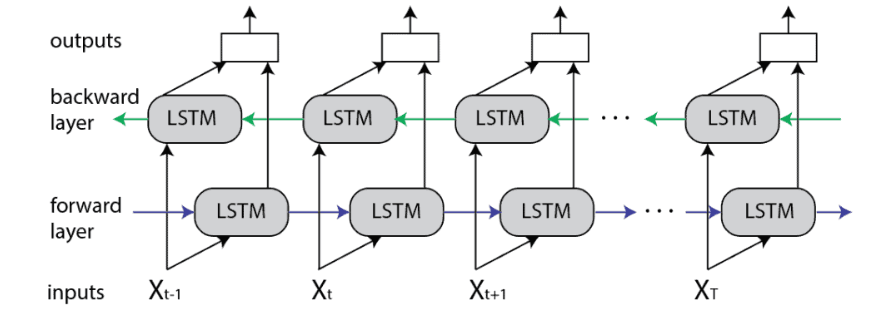 outputs
backward
layer
LSTM LSTM LSTM ... LSTM
forward
layer
LSTM LSTM LSTM ... LSTM
inputs Xt-1 Xt Xt+1 XT